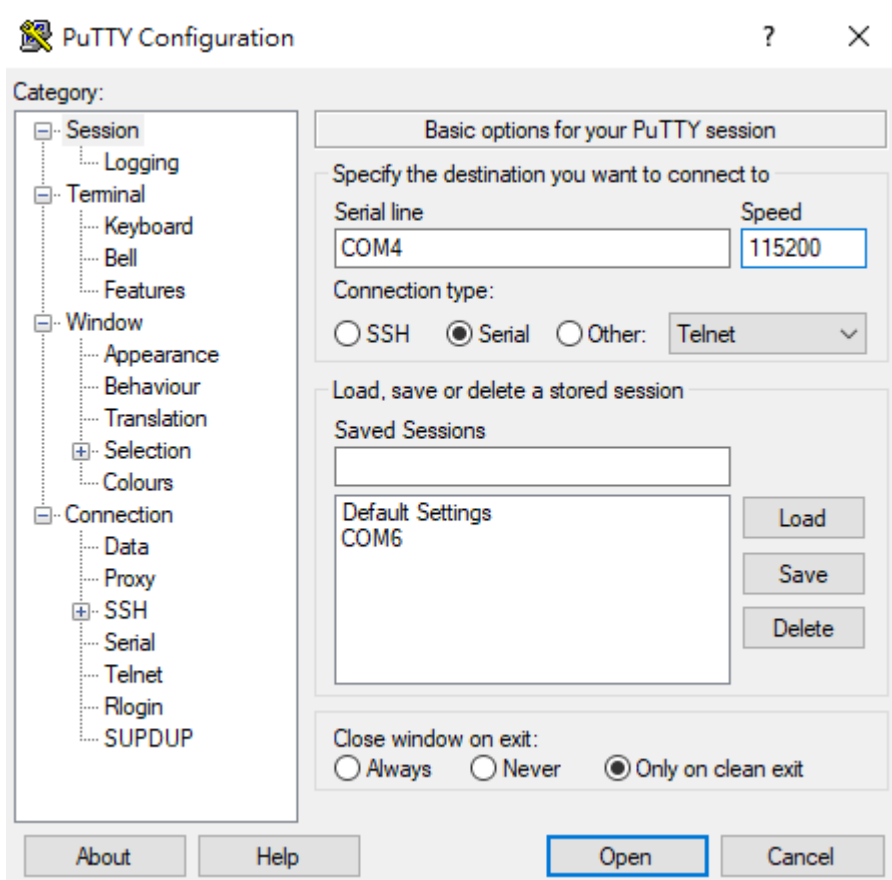 PuTTY Configuration
?
Category:
Session
Logging
Terminal
Keyboard
Bell
Features
Window
Appearance
Behaviour
Translation
Selection
Colours
Connection
Data
Proxy
SSH
Serial
Telnet
Rlogin
SUPDUP
Basic options for your PuTTY session
Specify the destination you want to connect to
Serial line Speed
COM4 115200
Connection type:
SSH Serial Other: Telnet
Load, save or delete a stored session
Saved Sessions
Default Settings
COM6
Load
Save
Delete
Close window on exit:
Always Never Only on clean exit
About Help Open Cancel